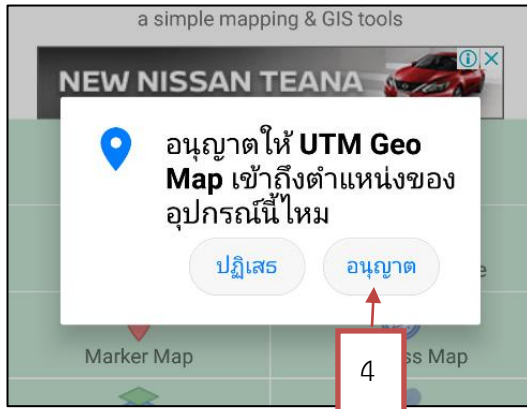 a simple mapping & GIS tools
NEW NISSAN TEANA
อนุญาตให้ UTM Geo
Map เข้าถึงตำแหน่งของ
อุปกรณ์นี้ไหม
ปฏิเสธ
อนุญาต
e
Marker Map
ss Map
4